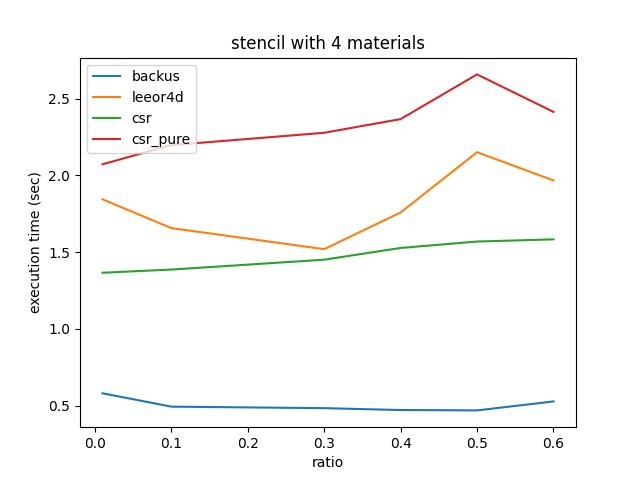 stencil with 4 materials
backus
leeor4d
csr
csr_pure
execution time (sec)
2.5
2.0
1.5
1.0
0.5
0.0 0.1 0.2 0.3 0.4 0.5 0.6
ratio